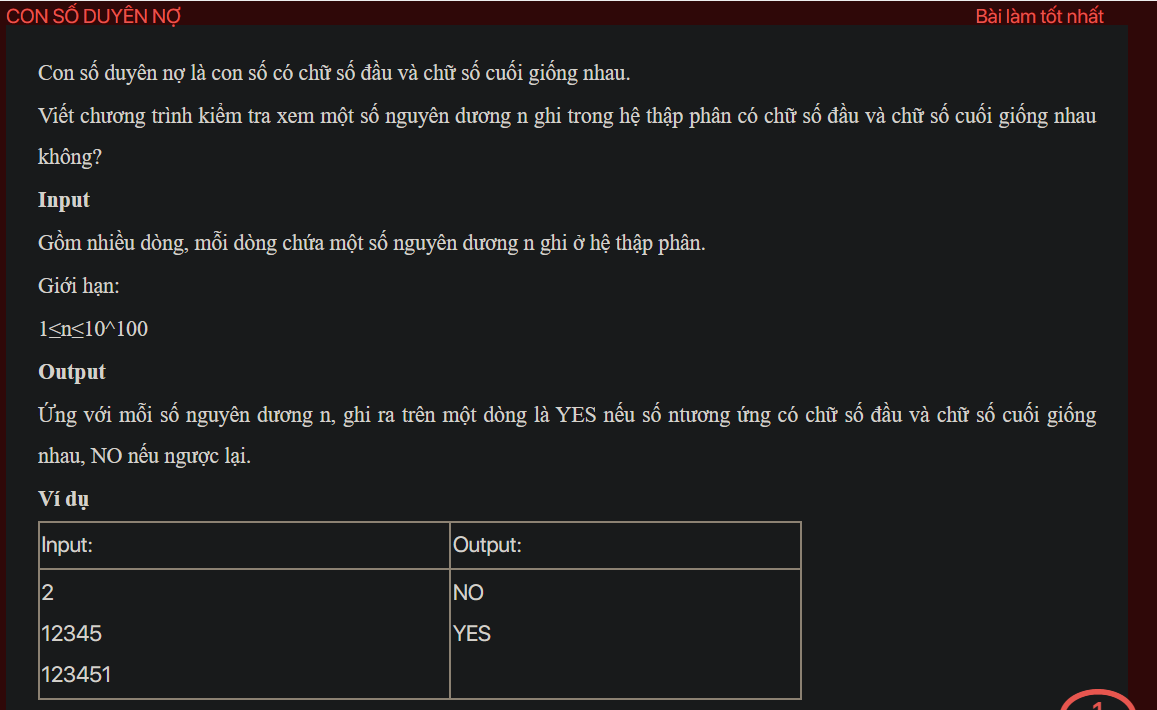 CON SỐ DUYÊN NỢ
Bài làm tốt nhất
Con số duyên nợ là con số có chữ số đầu và chữ số cuối giống nhau.
Viết chương trình kiểm tra xem một số nguyên dương n ghi trong hệ thập phân có chữ số đầu và chữ số cuối giống nhau
không?
Input
Gồm nhiều dòng, mỗi dòng chứa một số nguyên dương n ghi ở hệ thập phân.
Giới hạn:
1≤n≤10^100
Output
Ứng với mỗi số nguyên dương n, ghi ra trên một dòng là YES nếu số ntương ứng có chữ số đầu và chữ số cuối giống
nhau, NO nếu ngược lại.
Ví dụ
Input:
Output:
2
NO
12345
YES
123451
1